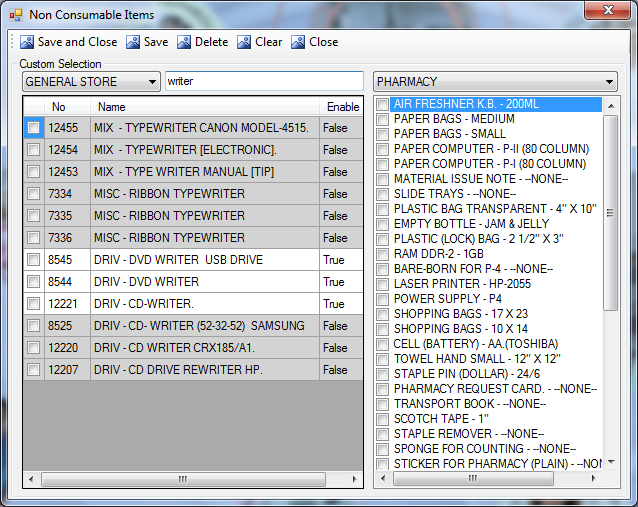 Non Consumable Items
Save and Close Save Delete Clear Close
Custom Selection
GENERAL STORE writer
No Name Enable
12455 MIX - TYPEWRITER CANON MODEL-4515. False
12454 MIX - TYPEWRITER [ELECTRONIC]. False
12453 MIX - TYPE WRITER MANUAL [TIP] False
7334 MISC - RIBBON TYPEWRITER False
7335 MISC - RIBBON TYPEWRITER False
7336 MISC - RIBBON TYPEWRITER False
8545 DRIV - DVD WRITER USB DRIVE True
8544 DRIV - DVD WRITER True
12221 DRIV - CD-WRITER. True
8525 DRIV - CD- WRITER (52-32-52) SAMSUNG False
12220 DRIV - CD WRITER CRX185/A1. False
12207 DRIV - CD DRIVE REWRITER HP. False
PHARMACY
AIR FRESHNER K.B. - 200ML
PAPER BAGS - MEDIUM
PAPER BAGS - SMALL
PAPER COMPUTER - P-II (80 COLUMN)
PAPER COMPUTER - P-I (80 COLUMN)
MATERIAL ISSUE NOTE - --NONE--
SLIDE TRAYS - --NONE--
PLASTIC BAG TRANSPARENT - 4" X 10"
EMPTY BOTTLE - JAM & JELLY
PLASTIC (LOCK) BAG - 2 1/2" X 3"
RAM DDR-2 - 1GB
BARE-BORN FOR P-4 - --NONE--
LASER PRINTER - HP-2055
POWER SUPPLY - P4
SHOPPING BAGS - 17 X 23
SHOPPING BAGS - 10 X 14
CELL (BATTERY) - AA.(TOSHIBA)
TOWEL HAND SMALL - 12" X 12"
STAPLE PIN (DOLLAR) - 24/6
PHARMACY REQUEST CARD. - --NONE--
TRANSPORT BOOK - --NONE--
SCOTCH TAPE - 1"
STAPLE REMOVER - --NONE--
SPONGE FOR COUNTING - --NONE--
STICKER FOR PHARMACY (PLAIN) - --NON